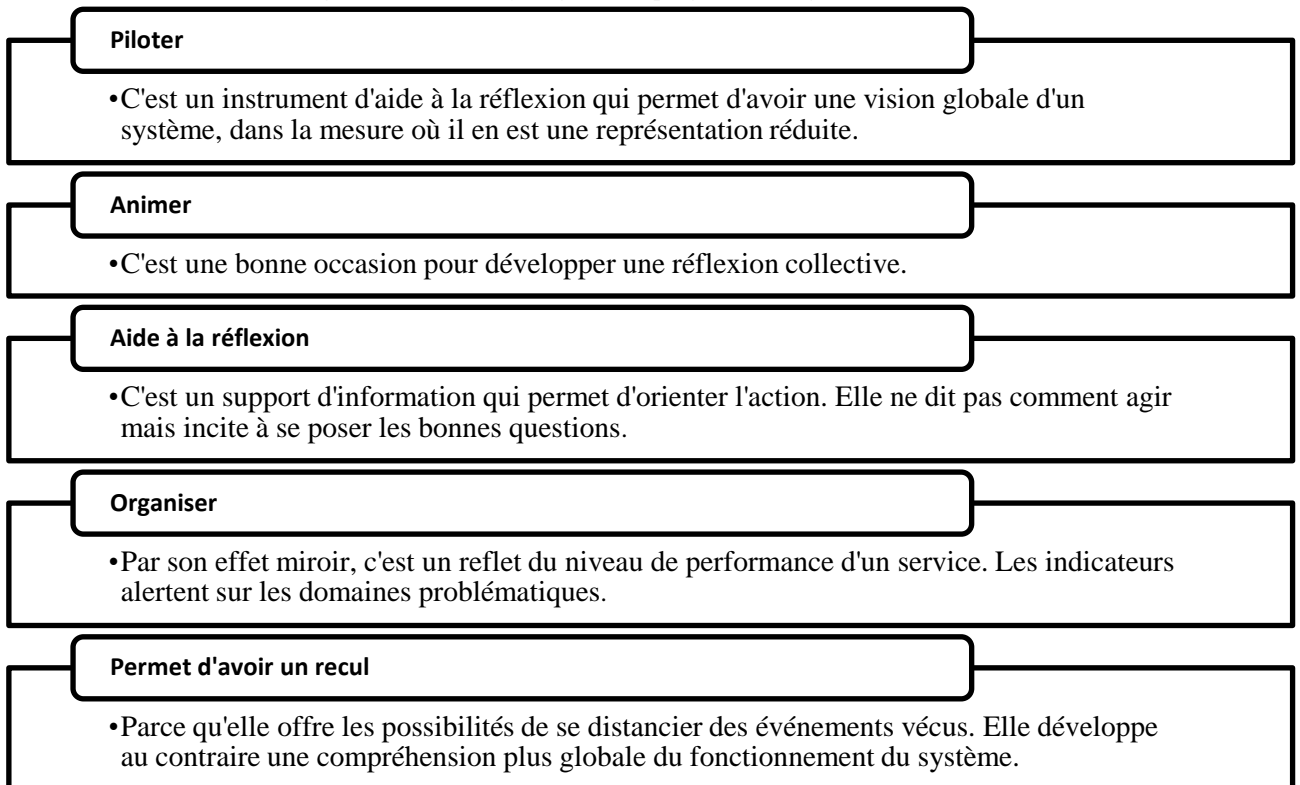 Piloter
•C'est un instrument d'aide à la réflexion qui permet d'avoir une vision globale d'un
système, dans la mesure où il en est une représentation réduite.
Animer
•C'est une bonne occasion pour développer une réflexion collective.
Aide à la réflexion
•C'est un support d'information qui permet d'orienter l'action. Elle ne dit pas comment agir
mais incite à se poser les bonnes questions.
Organiser
•Par son effet miroir, c'est un reflet du niveau de performance d'un service. Les indicateurs
alertent sur les domaines problématiques.
Permet d'avoir un recul
•Parce qu'elle offre les possibilités de se distancier des événements vécus. Elle développe
au contraire une compréhension plus globale du fonctionnement du système.